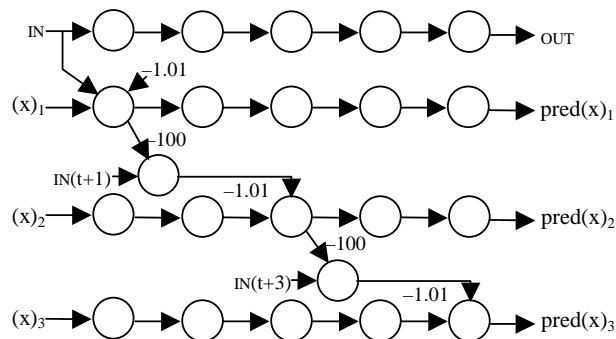 IN OUT
–1.01
(x)1 pred(x)1
–100
IN(t+1)
–1.01
(x)2 pred(x)2
–100
IN(t+3)
–1.01
(x)3 pred(x)3